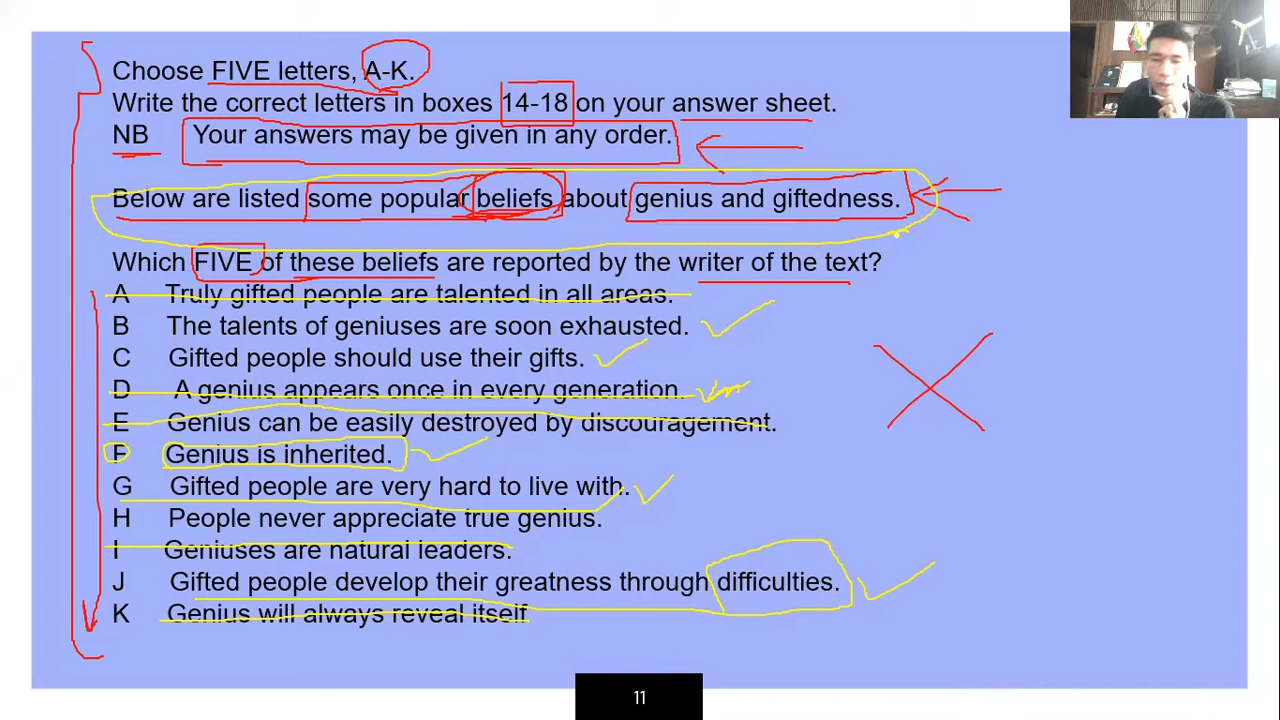 Choose FIVE letters, A-K.
Write the correct letters in boxes 14-18 on your answer sheet.
NB Your answers may be given in any order.
Below are listed some popular beliefs about genius and giftedness.
Which FIVE of these beliefs are reported by the writer of the text?
A Truly gifted people are talented in all areas.
B The talents of geniuses are soon exhausted.
C Gifted people should use their gifts.
D A genius appears once in every generation.
E Genius can be easily destroyed by discouragement.
F Genius is inherited.
G Gifted people are very hard to live with.
H People never appreciate true genius.
I Geniuses are natural leaders.
J Gifted people develop their greatness through difficulties.
K Genius will always reveal itself
11